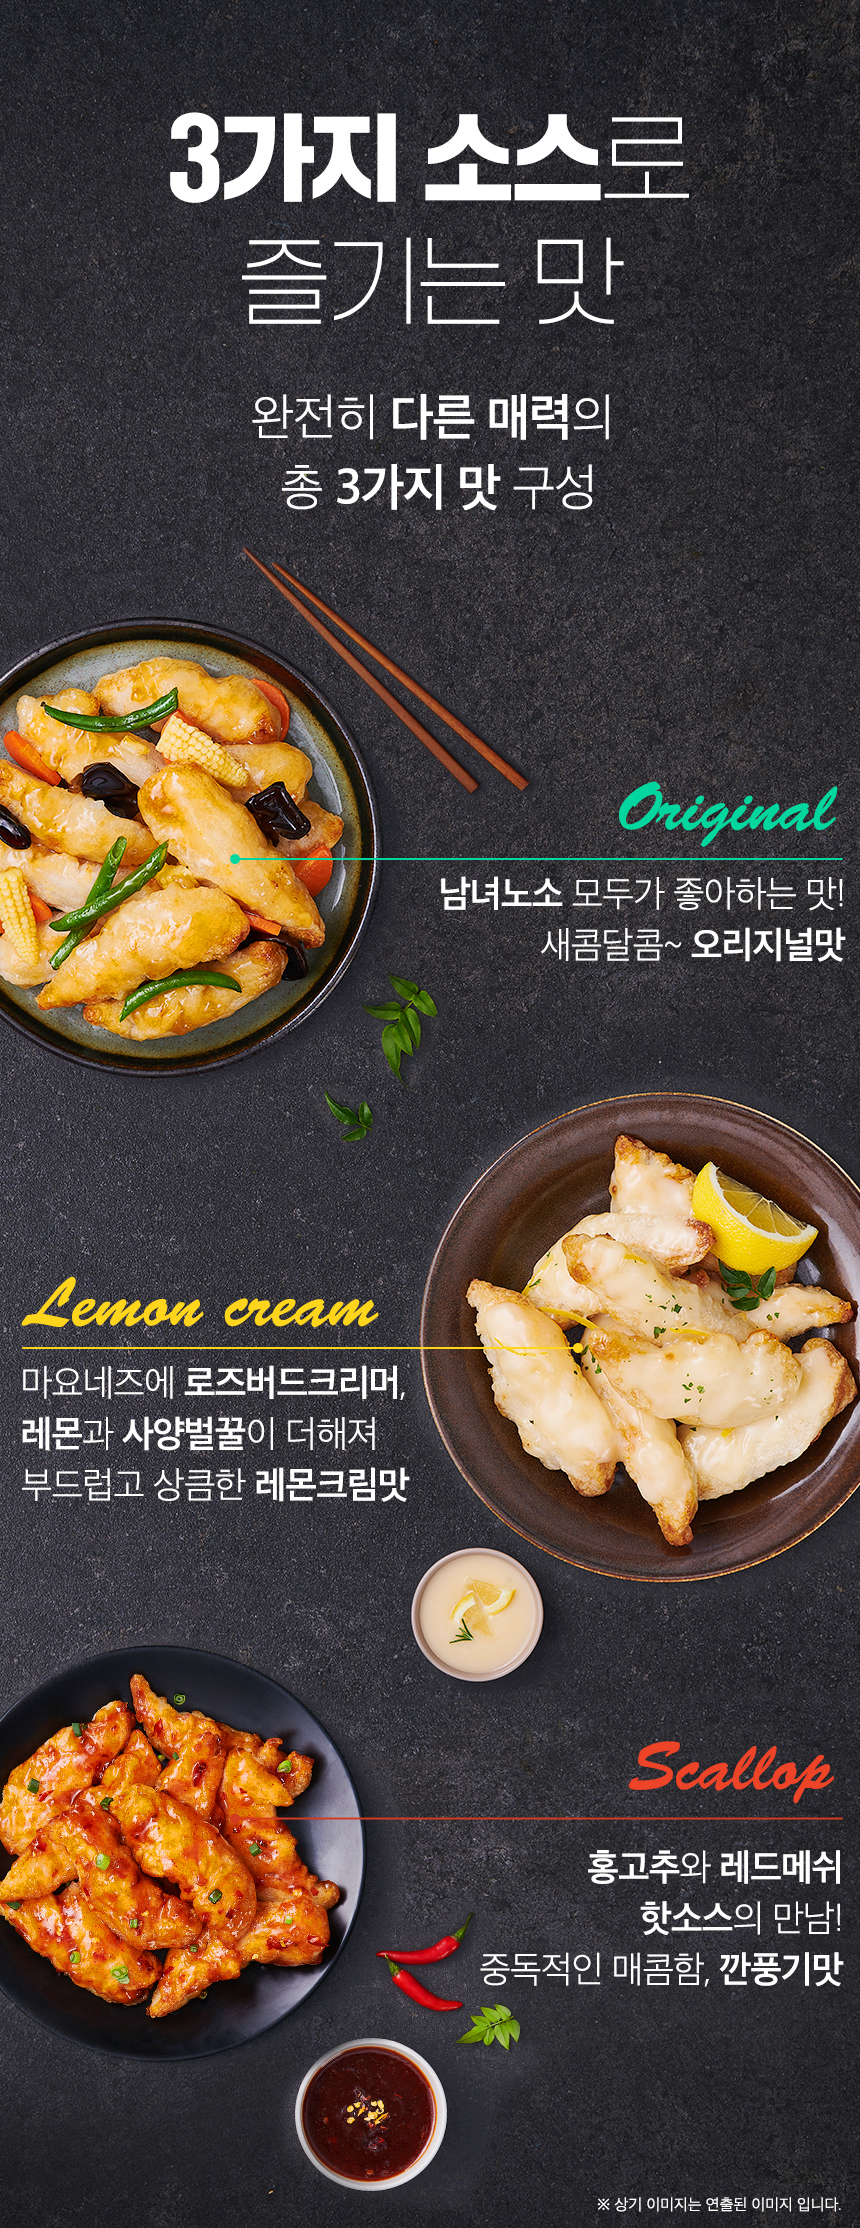 3가지 소스로
즐기는 맛
완전히 다른 매력의
총 3가지 맛 구성
Original
남녀노소 모두가 좋아하는 맛!
새콤달콤~ 오리지널맛
Lemon cream
마요네즈에 로즈버드크리머,
레몬과 사양벌꿀이 더해져
부드럽고 상큼한 레몬크림맛
Scallop
홍고추와 레드메쉬
핫소스의 만남!
중독적인 매콤함, 깐풍기맛
※ 상기 이미지는 연출된 이미지 입니다.